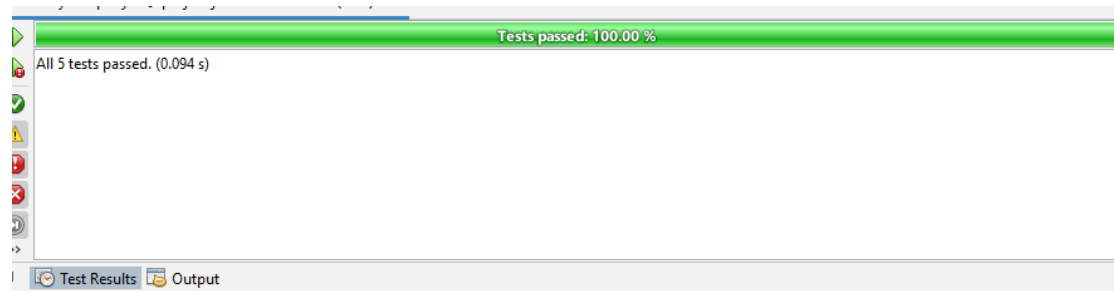 Tests passed: 100.00 %
All 5 tests passed. (0.094 s)
>>
Test Results Output